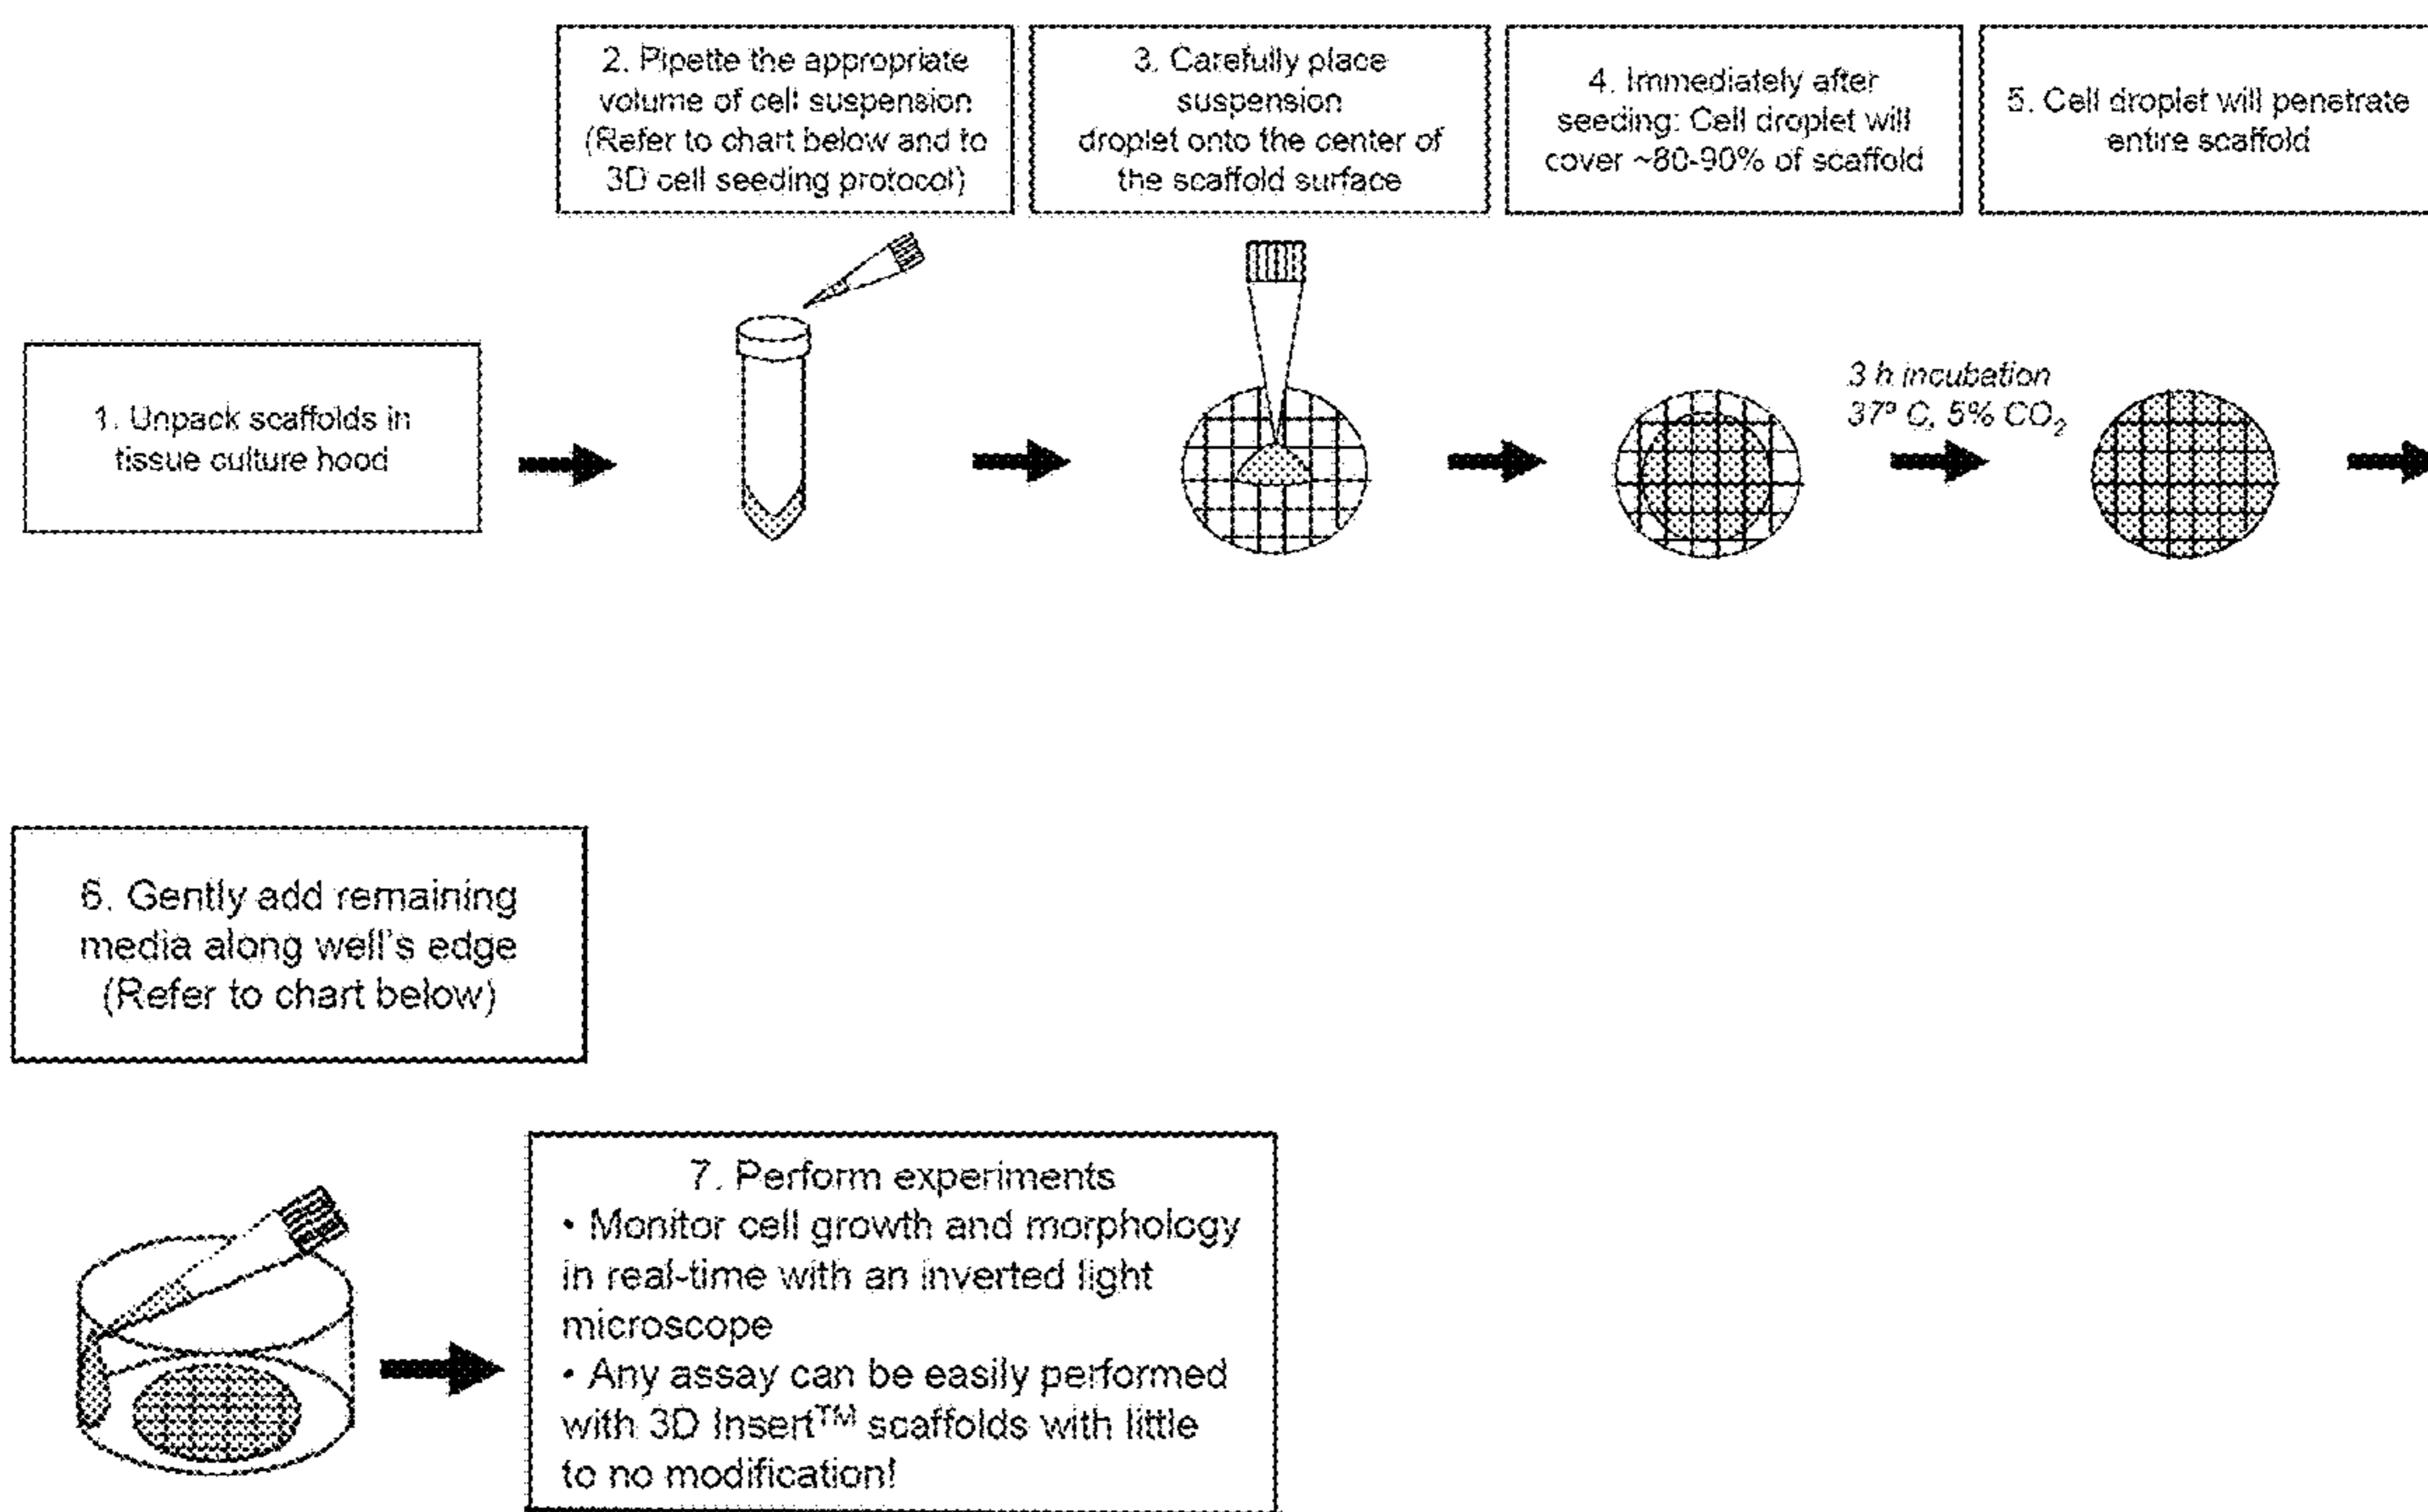 1. Unpack scaffolds in
tissue culture hood
2. Pipette the appropriate
volume of cell suspension
(Refer to chart below and to
3D cell seeding protocol)
3. Carefully place
suspension
droplet onto the center of
the scaffold surface
4. Immediately after
seeding: Cell droplet will
cover ~80-90% of scaffold
3 h incubation
37º C, 5% CO₂
5. Cell droplet will penetrate
entire scaffold
6. Gently add remaining
media along well's edge
(Refer to chart below)
7. Perform experiments
• Monitor cell growth and morphology
in real-time with an inverted light
microscope
• Any assay can be easily performed
with 3D Insert™ scaffolds with little
to no modification!